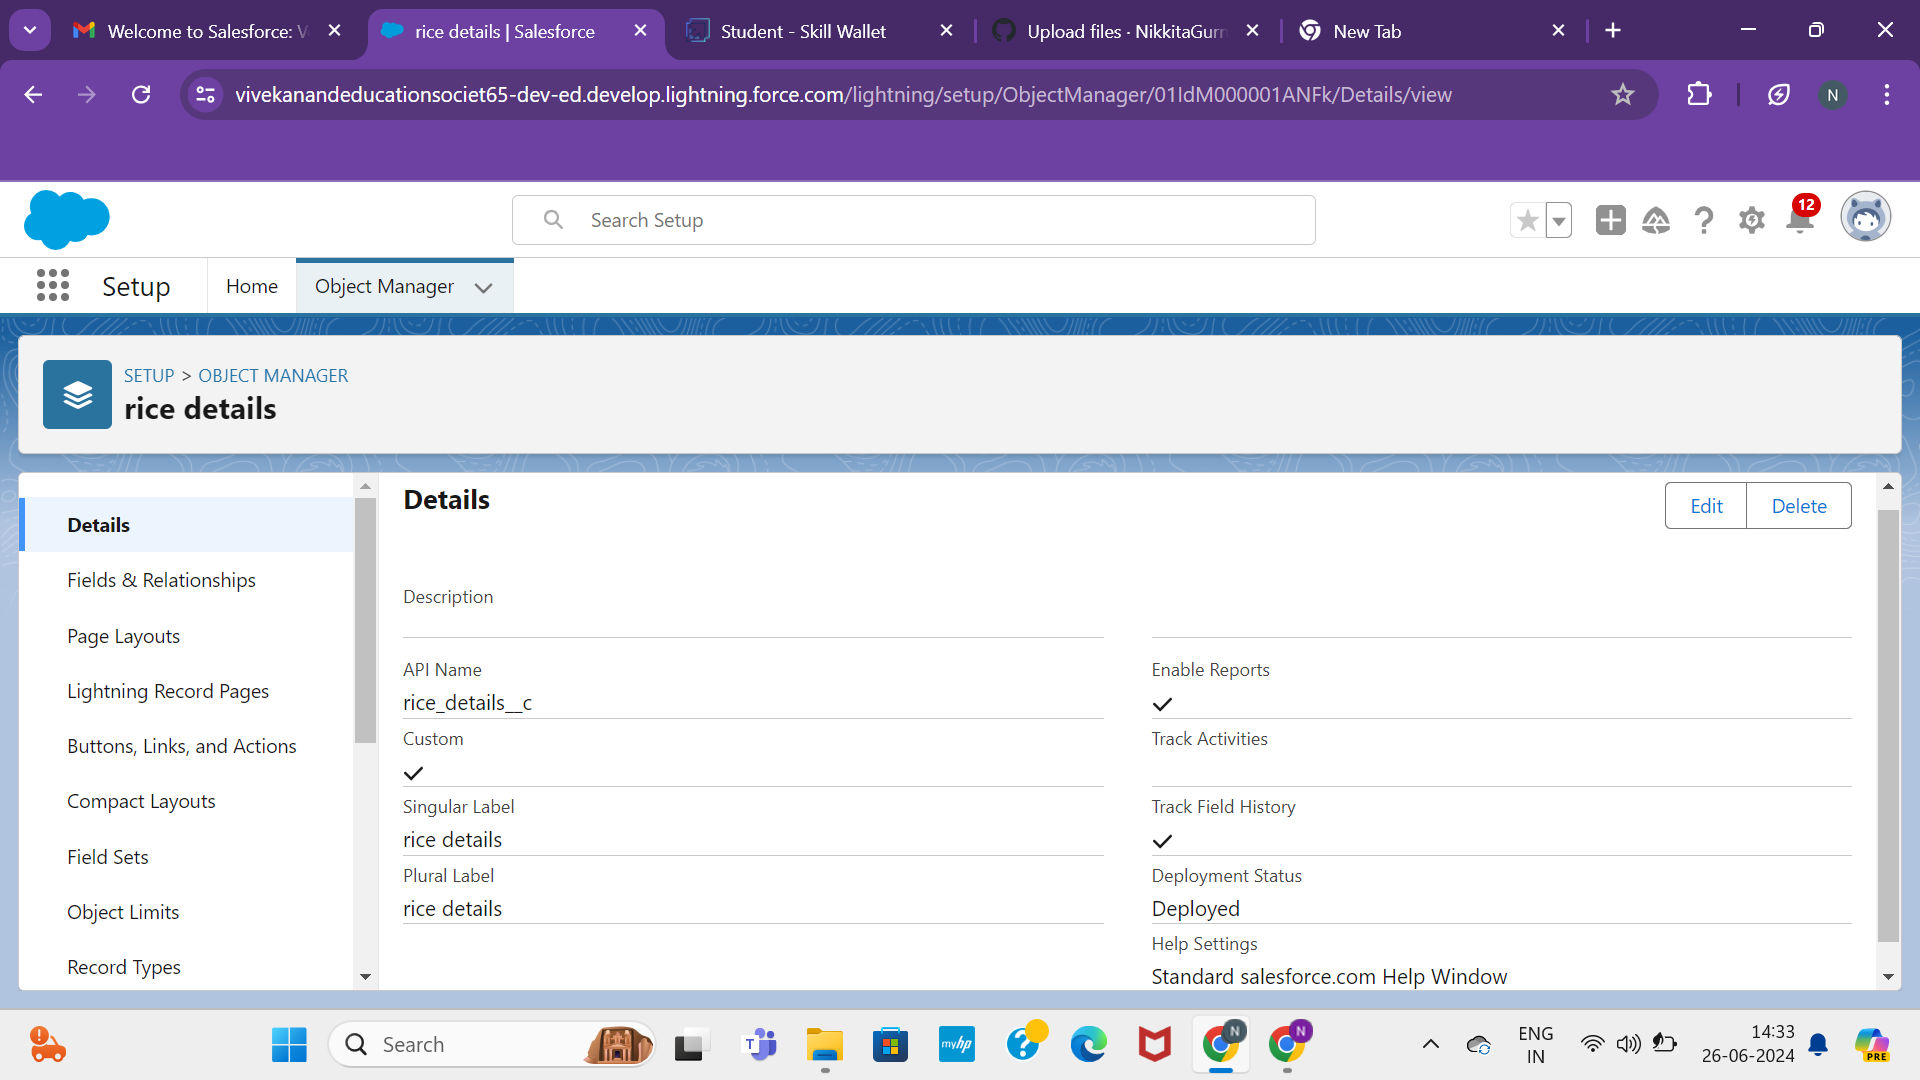 Welcome to Salesforce: V
rice details | Salesforce
Student - Skill Wallet
Upload files · NikkitaGurn
New Tab
vivekanandeducationsociet65-dev-ed.develop.lightning.force.com/lightning/setup/ObjectManager/01IdM000001ANFk/Details/view
N
Search Setup
12
Setup
Home
Object Manager
SETUP > OBJECT MANAGER
rice details
Details
Fields & Relationships
Page Layouts
Lightning Record Pages
Buttons, Links, and Actions
Compact Layouts
Field Sets
Object Limits
Record Types
Details
Edit
Delete
Description
API Name
rice_details__c
Custom
Singular Label
rice details
Plural Label
rice details
Enable Reports
Track Activities
Track Field History
Deployment Status
Deployed
Help Settings
Standard salesforce.com Help Window
Search
T
myhp
?
N
N
ENG
IN
14:33
26-06-2024
PRE